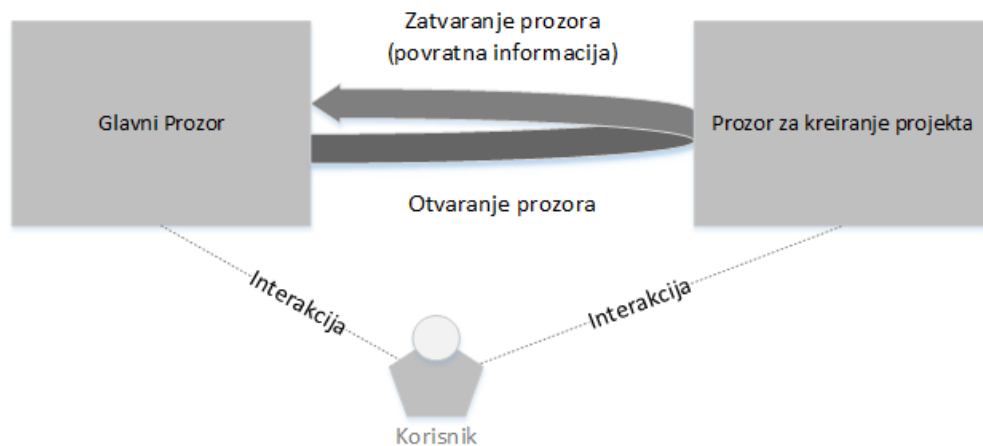 Zatvaranje prozora
(povratna informacija)
Glavni Prozor
Prozor za kreiranje projekta
Otvaranje prozora
Interakcija
Interakcija
Korisnik